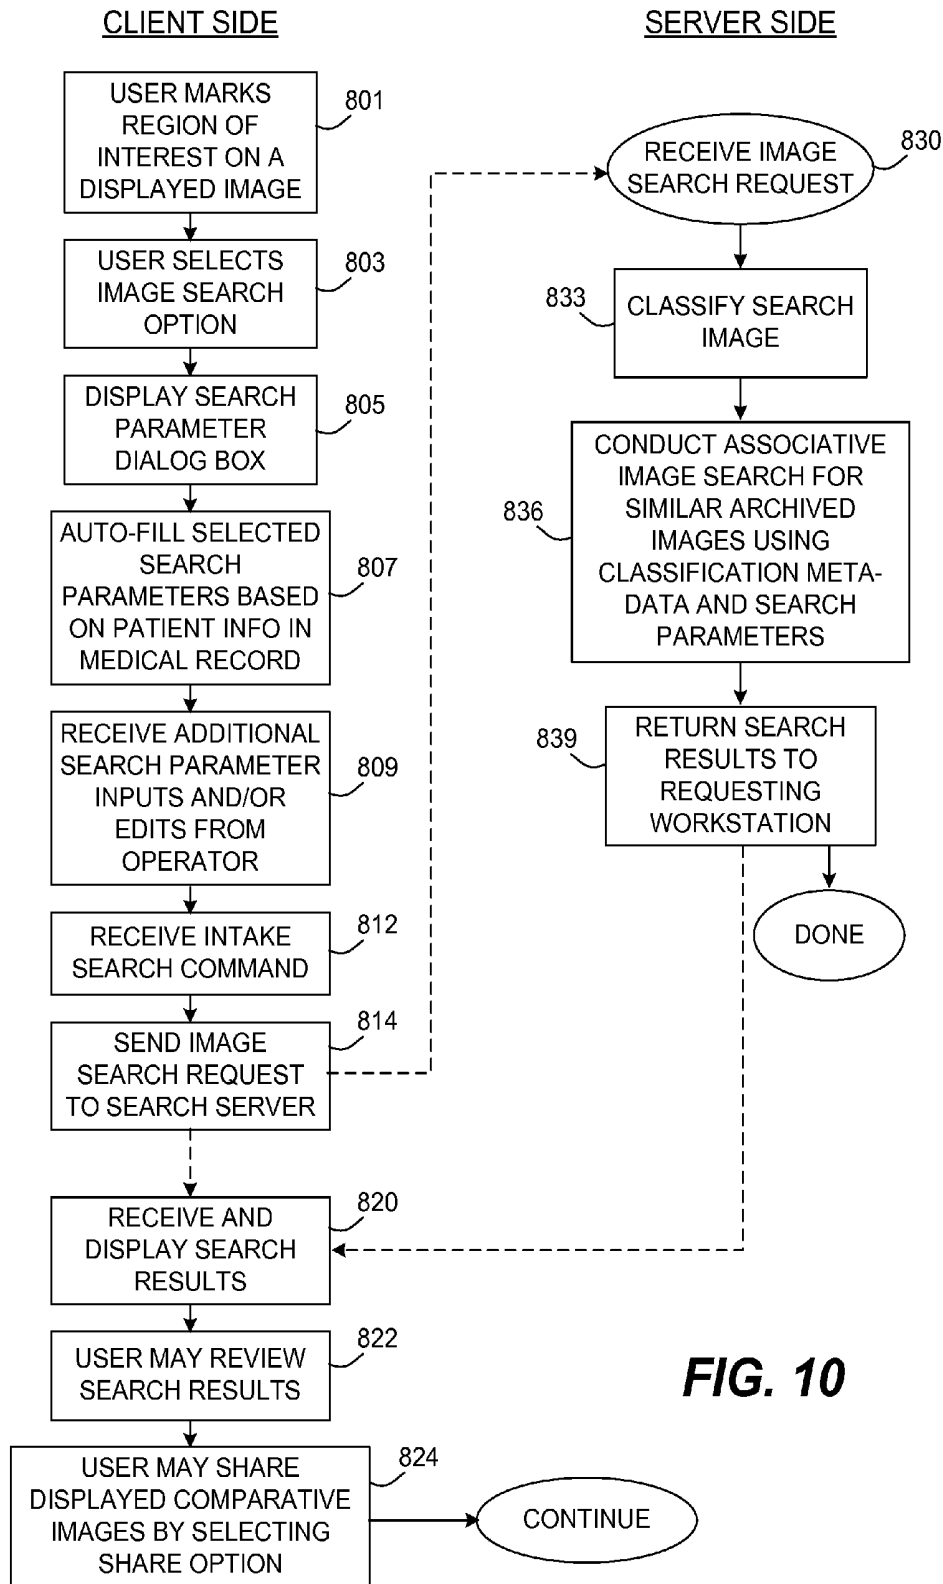 CLIENT SIDE
USER MARKS
REGION OF
INTEREST ON A
DISPLAYED IMAGE
801
USER SELECTS
IMAGE SEARCH
OPTION
803
DISPLAY SEARCH
PARAMETER
DIALOG BOX
805
AUTO-FILL SELECTED
SEARCH
PARAMETERS BASED
ON PATIENT INFO IN
MEDICAL RECORD
807
RECEIVE ADDITIONAL
SEARCH PARAMETER
INPUTS AND/OR
EDITS FROM
OPERATOR
809
RECEIVE INTAKE
SEARCH COMMAND
812
SEND IMAGE
SEARCH REQUEST
TO SEARCH SERVER
814
RECEIVE AND
DISPLAY SEARCH
RESULTS
820
USER MAY REVIEW
SEARCH RESULTS
822
USER MAY SHARE
DISPLAYED COMPARATIVE
IMAGES BY SELECTING
SHARE OPTION
824
CONTINUE
SERVER SIDE
RECEIVE IMAGE
SEARCH REQUEST
830
CLASSIFY SEARCH
IMAGE
833
CONDUCT ASSOCIATIVE
IMAGE SEARCH FOR
SIMILAR ARCHIVED
IMAGES USING
CLASSIFICATION META-
DATA AND SEARCH
PARAMETERS
836
RETURN SEARCH
RESULTS TO
REQUESTING
WORKSTATION
839
DONE
FIG. 10